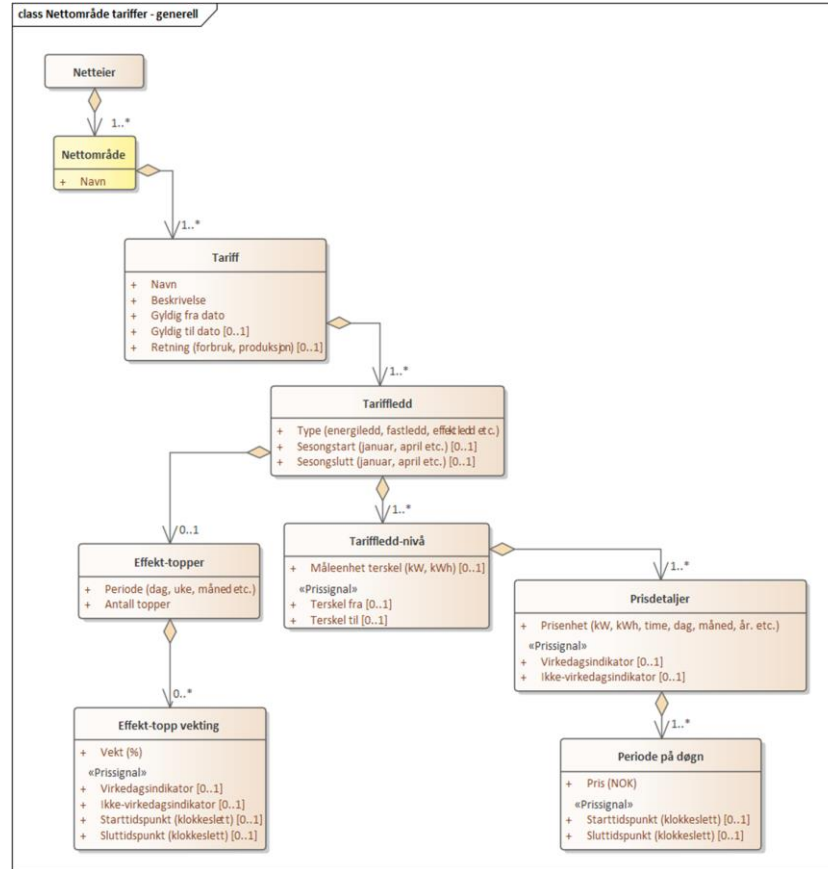 class Nettområde tariffer - generell
Netteier
1..*
Nettområde
+ Navn
1..*
Tariff
+ Navn
+ Beskrivelse
+ Gyldig fra dato
+ Gyldig til dato [0..1]
+ Retning (forbruk, produksjon) [0..1]
1..*
Tariffledd
+ Type (energiledd, fastledd, effektledd etc.)
+ Sesongstart (januar, april etc.) [0..1]
+ Sesongslutt (januar, april etc.) [0..1]
0..1
1..*
Effekt-topper
+ Periode (dag, uke, måned etc.)
+ Antall topper
Tariffledd-nivå
+ Måleenhet terskel (kW, kWh) [0..1]
«Prissignal»
+ Terskel fra [0..1]
+ Terskel til [0..1]
1..*
Prisdetaljer
+ Prisenhet (kW, kWh, time, dag, måned, år. etc.)
«Prissignal»
+ Virkedagsindikator [0..1]
+ Ikke-virkedagsindikator [0..1]
0..*
Effekt-topp vekting
+ Vekt (%)
«Prissignal»
+ Virkedagsindikator [0..1]
+ Ikke-virkedagsindikator [0..1]
+ Starttidspunkt (klokkeslett) [0..1]
+ Sluttidspunkt (klokkeslett) [0..1]
1..*
Periode på døgn
+ Pris (NOK)
«Prissignal»
+ Starttidspunkt (klokkeslett) [0..1]
+ Sluttidspunkt (klokkeslett) [0..1]